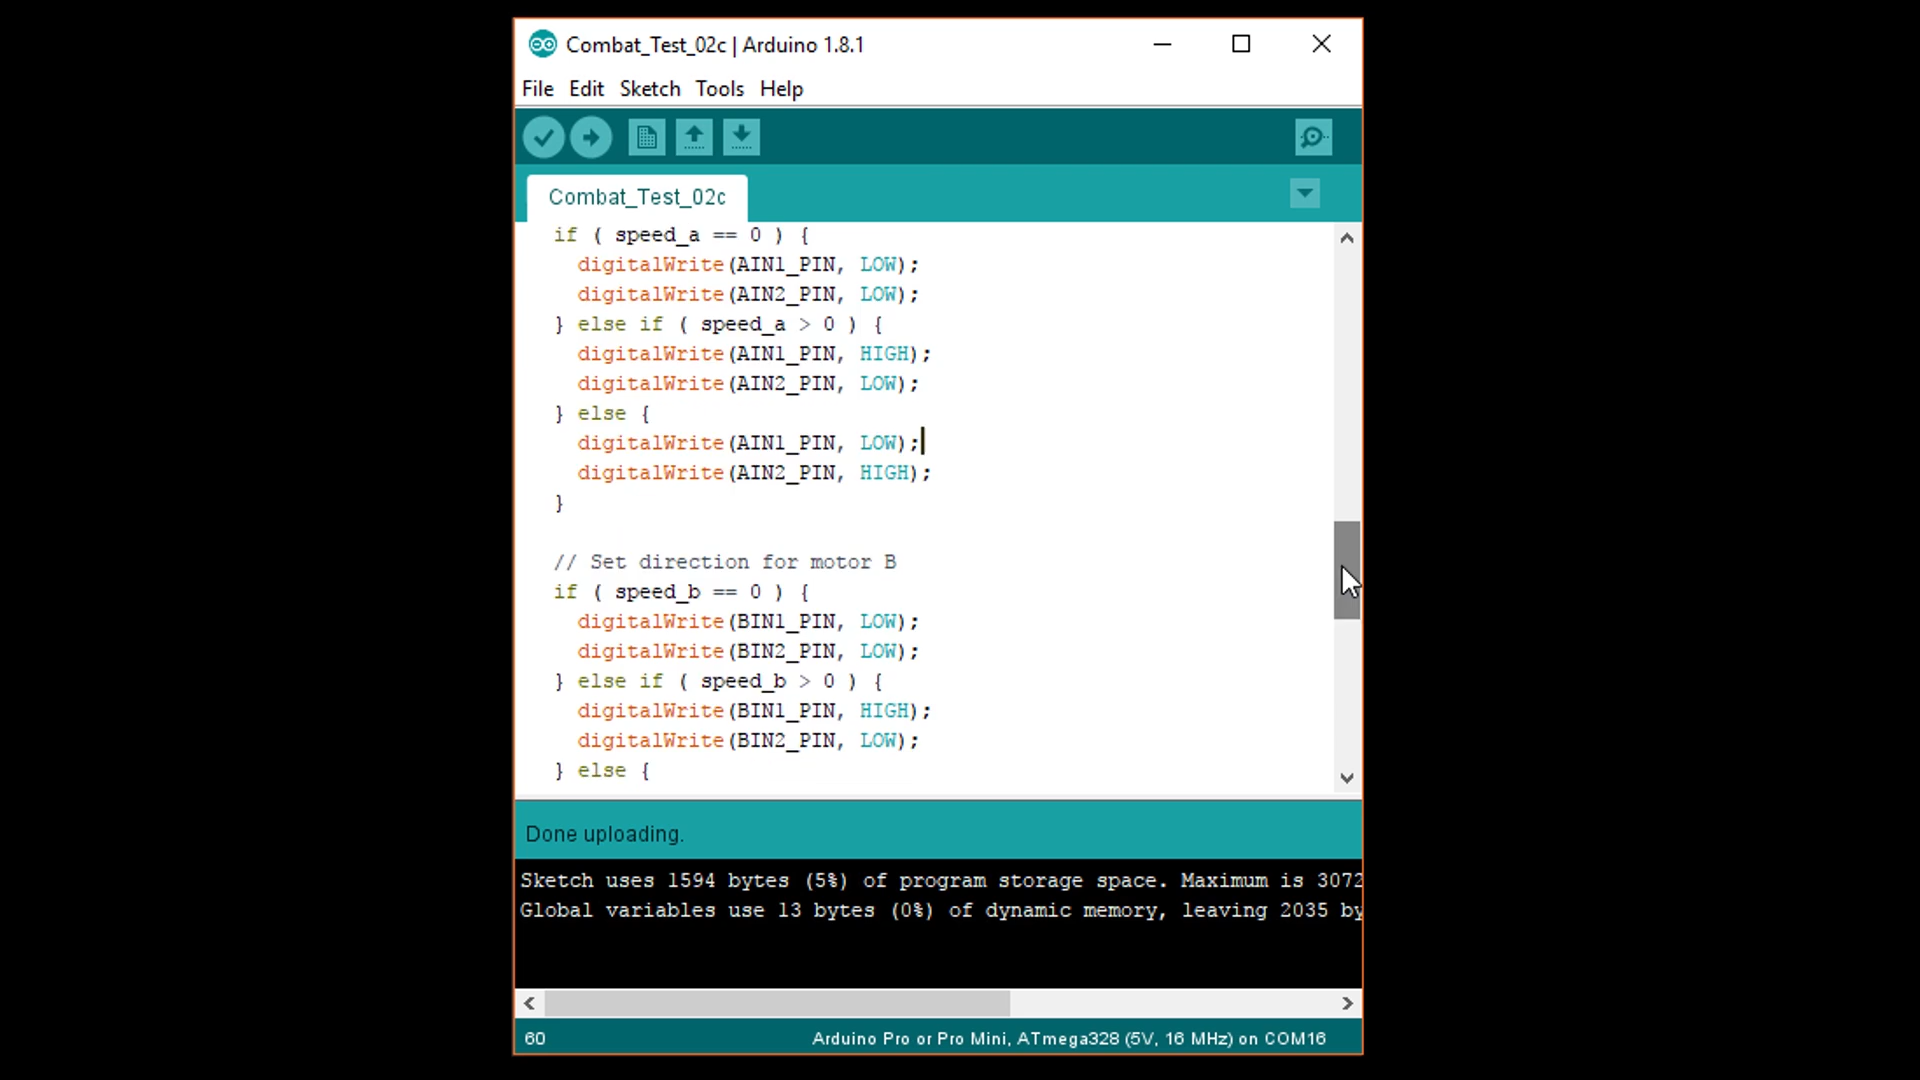 Combat_Test_02c | Arduino 1.8.1
File Edit Sketch Tools Help
Combat_Test_02c
if ( speed_a == 0 ) {
digitalWrite(AIN1_PIN, LOW);
digitalWrite(AIN2_PIN, LOW);
} else if ( speed_a > 0 ) {
digitalWrite(AIN1_PIN, HIGH);
digitalWrite(AIN2_PIN, LOW);
} else {
digitalWrite(AIN1_PIN, LOW);
digitalWrite(AIN2_PIN, HIGH);
}
// Set direction for motor B
if ( speed_b == 0 ) {
digitalWrite(BIN1_PIN, LOW);
digitalWrite(BIN2_PIN, LOW);
} else if ( speed_b > 0 ) {
digitalWrite(BIN1_PIN, HIGH);
digitalWrite(BIN2_PIN, LOW);
} else {
Done uploading.
Sketch uses 1594 bytes (5%) of program storage space. Maximum is 3072
Global variables use 13 bytes (0%) of dynamic memory, leaving 2035 by
60 Arduino Pro or Pro Mini, ATmega328 (5V, 16 MHz) on COM16